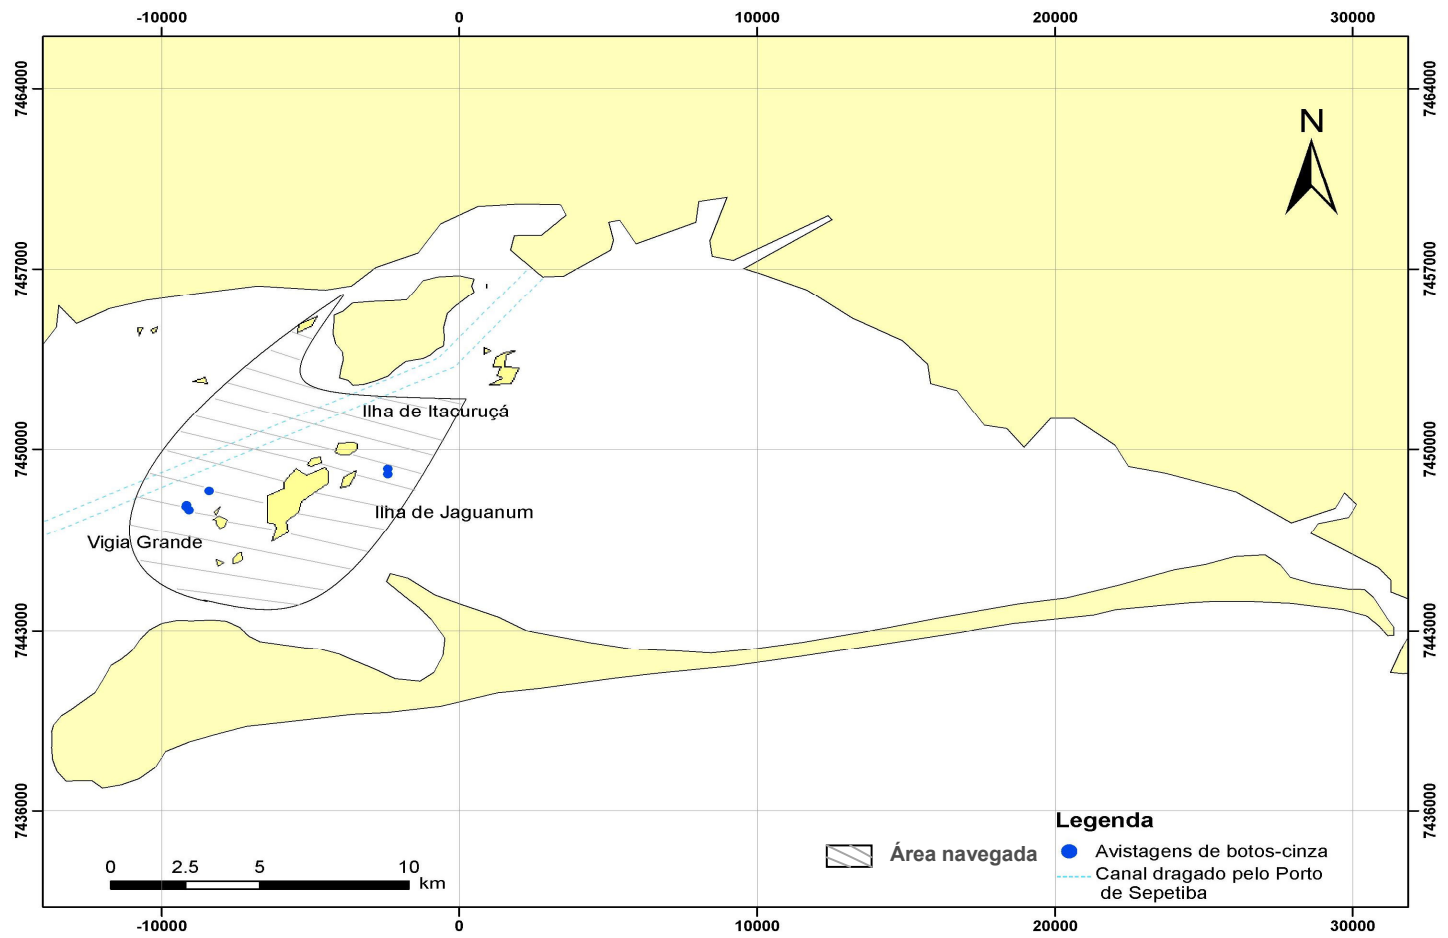 -10000 0 10000 20000 30000
7464000 7464000
N
7457000 7457000
Ilha de Itacuruçá
7450000 7450000
Ilha de Jaguanum
Vigia Grande
7443000 7443000
7436000 7436000
Legenda
Área navegada
Avistagens de botos-cinza
Canal dragado pelo Porto
de Sepetiba
0 2.5 5 10
km
-10000 0 10000 20000 30000